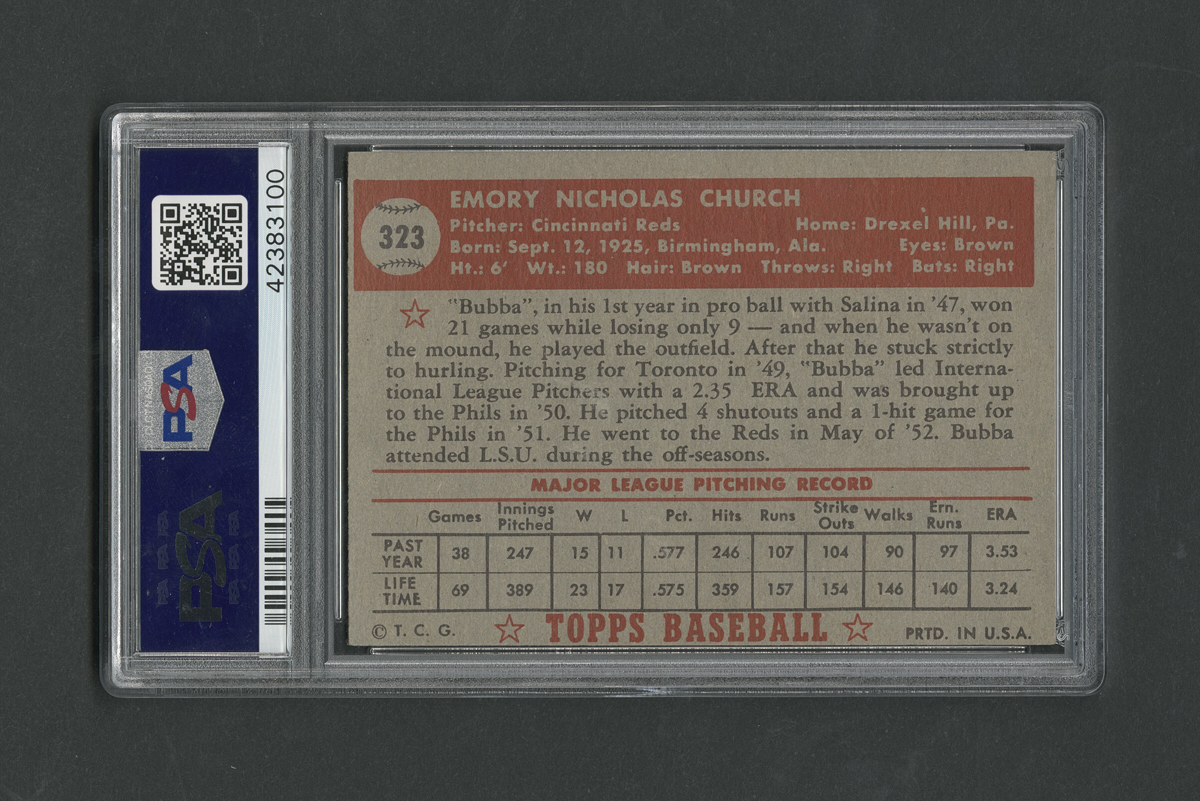 42383100
PSA
PSA
EMORY NICHOLAS CHURCH
323
Pitcher: Cincinnati Reds Home: Drexel Hill, Pa.
Born: Sept. 12, 1925, Birmingham, Ala. Eyes: Brown
Ht.: 6' Wt.: 180 Hair: Brown Throws: Right Bats: Right
"Bubba", in his 1st year in pro ball with Salina in '47, won
21 games while losing only 9 — and when he wasn't on
the mound, he played the outfield. After that he stuck strictly
to hurling. Pitching for Toronto in '49, "Bubba" led Interna-
tional League Pitchers with a 2.35 ERA and was brought up
to the Phils in '50. He pitched 4 shutouts and a 1-hit game for
the Phils in '51. He went to the Reds in May of '52. Bubba
attended L.S.U. during the off-seasons.
MAJOR LEAGUE PITCHING RECORD
Games Innings Pitched W L Pct. Hits Runs Strike Outs Walks Ern. Runs ERA
PAST YEAR 38 247 15 11 .577 246 107 104 90 97 3.53
LIFE TIME 69 389 23 17 .575 359 157 154 146 140 3.24
© T. C. G. TOPPS BASEBALL PRTD. IN U.S.A.